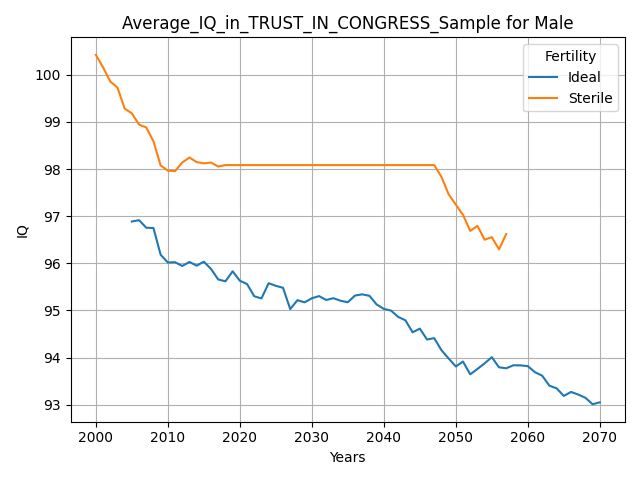 Average_IQ_in_TRUST_IN_CONGRESS_Sample for Male
Fertility
Ideal
Sterile
IQ
100
99
98
97
96
95
94
93
2000 2010 2020 2030 2040 2050 2060 2070
Years